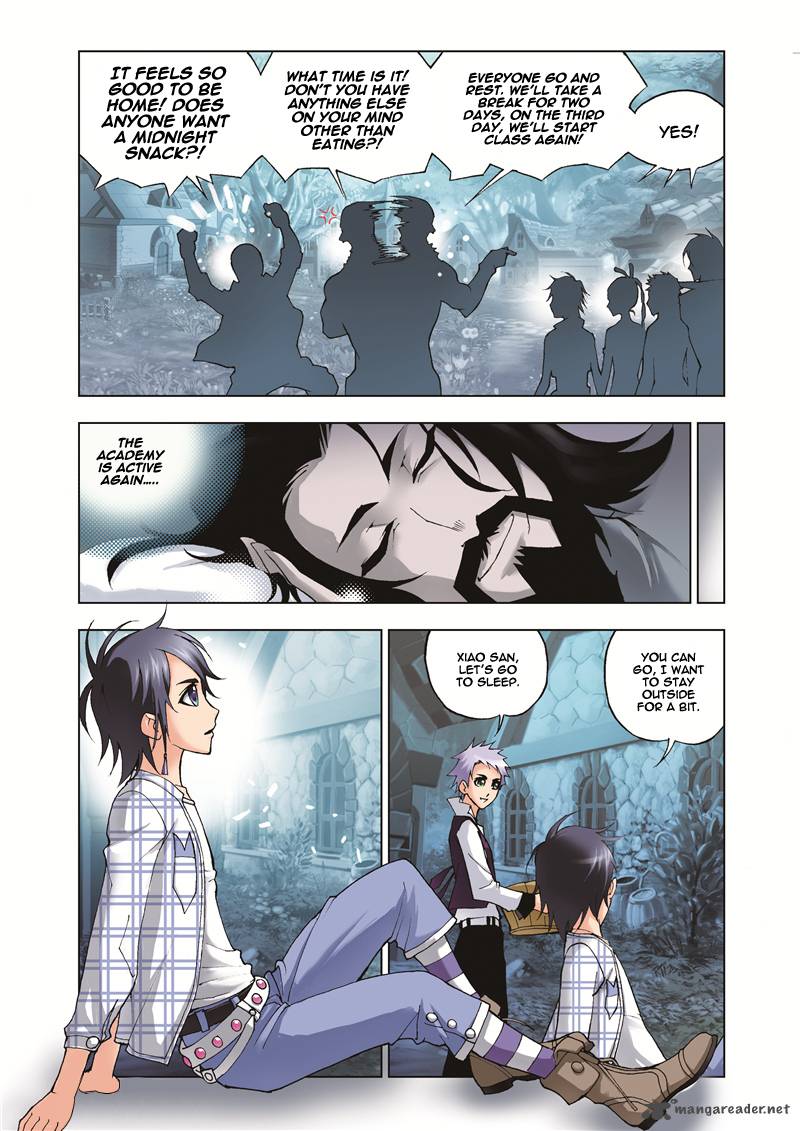 IT FEELS SO
GOOD TO BE
HOME! DOES
ANYONE WANT
A MIDNIGHT
SNACK?!
WHAT TIME IS IT!
DON'T YOU HAVE
ANYTHING ELSE
ON YOUR MIND
OTHER THAN
EATING?!
EVERYONE GO AND
REST. WE'LL TAKE A
BREAK FOR TWO
DAYS, ON THE THIRD
DAY, WE'LL START
CLASS AGAIN!
YES!
THE
ACADEMY
IS ACTIVE
AGAIN.....
XIAO SAN,
LET'S GO
TO SLEEP.
YOU CAN
GO, I WANT
TO STAY
OUTSIDE
FOR A BIT.
mangareader.net